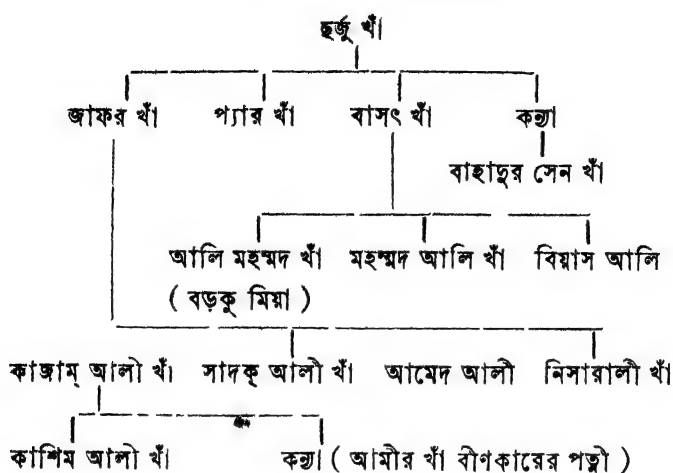 ছর্জু খাঁ
জাফর খাঁ প্যার খাঁ বাসৎ খাঁ কন্যা
বাহাদুর সেন খাঁ
আলি মহম্মদ খাঁ মহম্মদ আলি খাঁ রিয়াস আলি
( বড়কু মিয়া )
কাজাম্ আলী খাঁ সাদক্ আলী খাঁ আমেদ আলী নিসারালী খাঁ
কাশিম আলী খাঁ কন্যা ( আমীর খাঁ বীণকারের পত্নী )